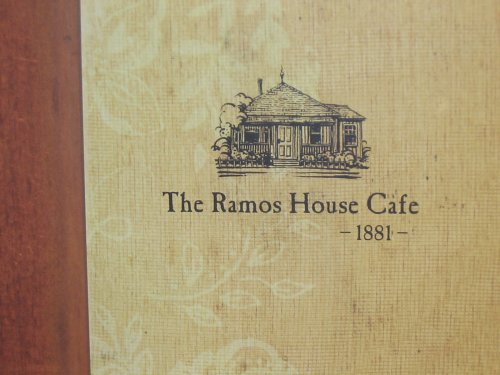 The Ramos House Cafe
– 1881 –